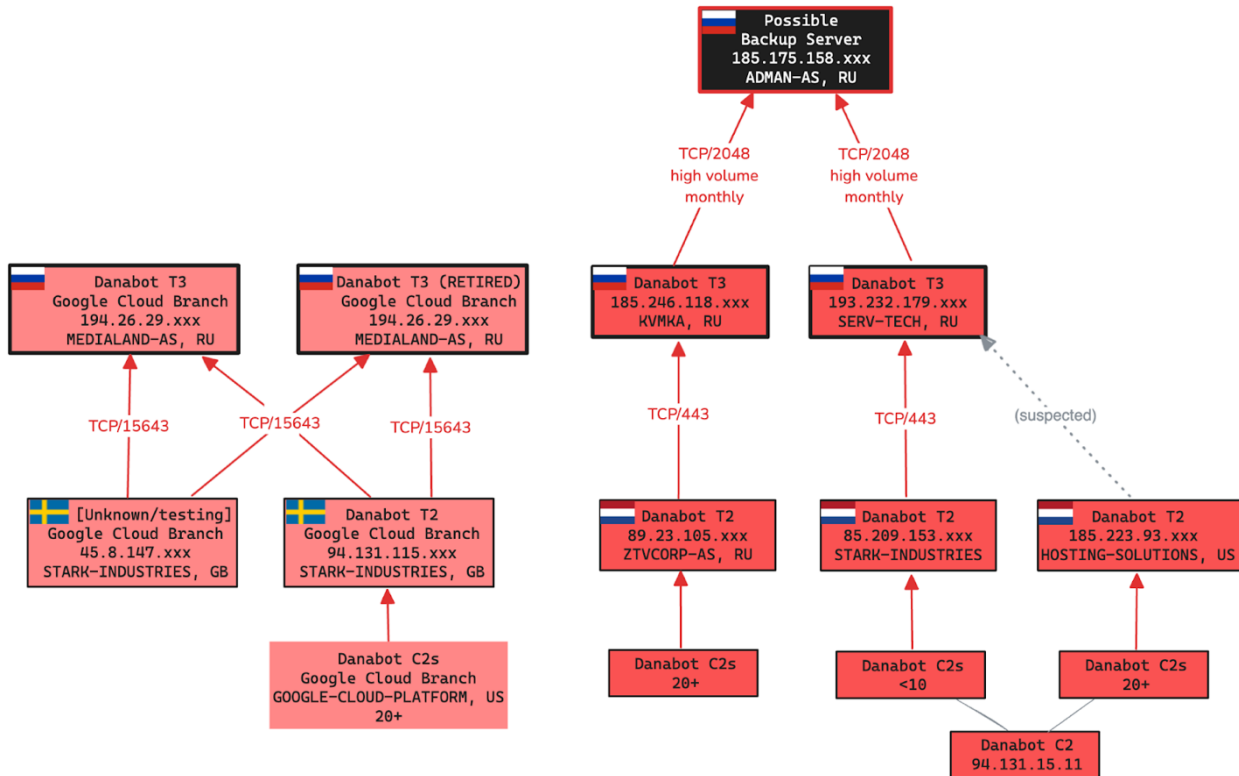 Possible
Backup Server
185.175.158.xxx
ADMAN-AS, RU
TCP/2048
high volume
monthly
TCP/2048
high volume
monthly
Danabot T3
Google Cloud Branch
194.26.29.xxx
MEDIALAND-AS, RU
Danabot T3 (RETIRED)
Google Cloud Branch
194.26.29.xxx
MEDIALAND-AS, RU
Danabot T3
185.246.118.xxx
KVMKA, RU
Danabot T3
193.232.179.xxx
SERV-TECH, RU
TCP/15643
TCP/15643
TCP/15643
TCP/443
TCP/443
(suspected)
[Unknown/testing]
Google Cloud Branch
45.8.147.xxx
STARK-INDUSTRIES, GB
Danabot T2
Google Cloud Branch
94.131.115.xxx
STARK-INDUSTRIES, GB
Danabot T2
89.23.105.xxx
ZTVCORP-AS, RU
Danabot T2
85.209.153.xxx
STARK-INDUSTRIES
Danabot T2
185.223.93.xxx
HOSTING-SOLUTIONS, US
Danabot C2s
Google Cloud Branch
GOOGLE-CLOUD-PLATFORM, US
20+
Danabot C2s
20+
Danabot C2s
<10
Danabot C2s
20+
Danabot C2
94.131.15.11